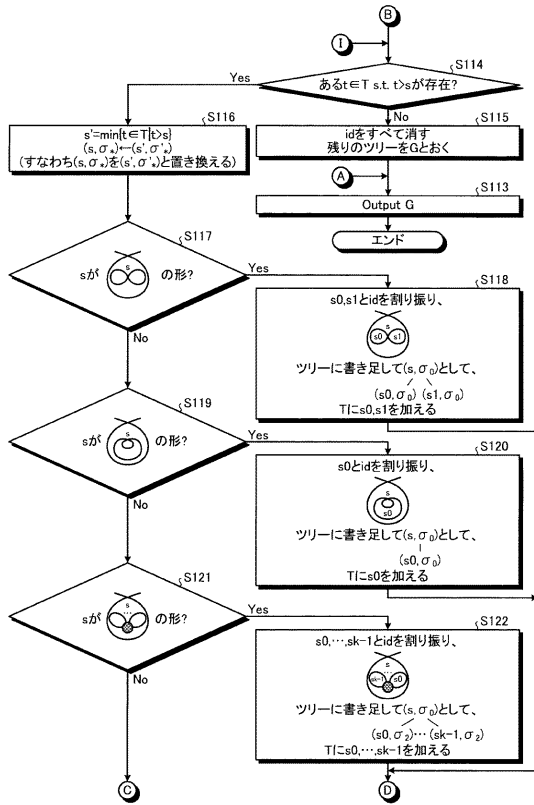 B
I
S114
あるt∈T s.t. t>sが存在?
Yes
No
S116
s'=min{t∈T|t>s}
(s,σ*)←(s',σ'*)
(すなわち(s,σ*)を(s',σ'*)と置き換える)
S115
idをすべて消す
残りのツリーをGとおく
A
S113
Output G
エンド
S117
sが s の形?
Yes
No
S118
s0,s1とidを割り振り、
s
s0 s1
ツリーに書き足して(s,σ0)として、
(s0,σ0) (s1,σ0)
Tにs0,s1を加える
S119
sが s の形?
Yes
No
S120
s0とidを割り振り、
s
s0
ツリーに書き足して(s,σ0)として、
(s0,σ0)
Tにs0を加える
S121
sが s … の形?
Yes
No
S122
s0,…,sk-1とidを割り振り、
s
…
sk-1 s0
ツリーに書き足して(s,σ0)として、
(s0,σ2)…(sk-1,σ2)
Tにs0,…,sk-1を加える
C
D